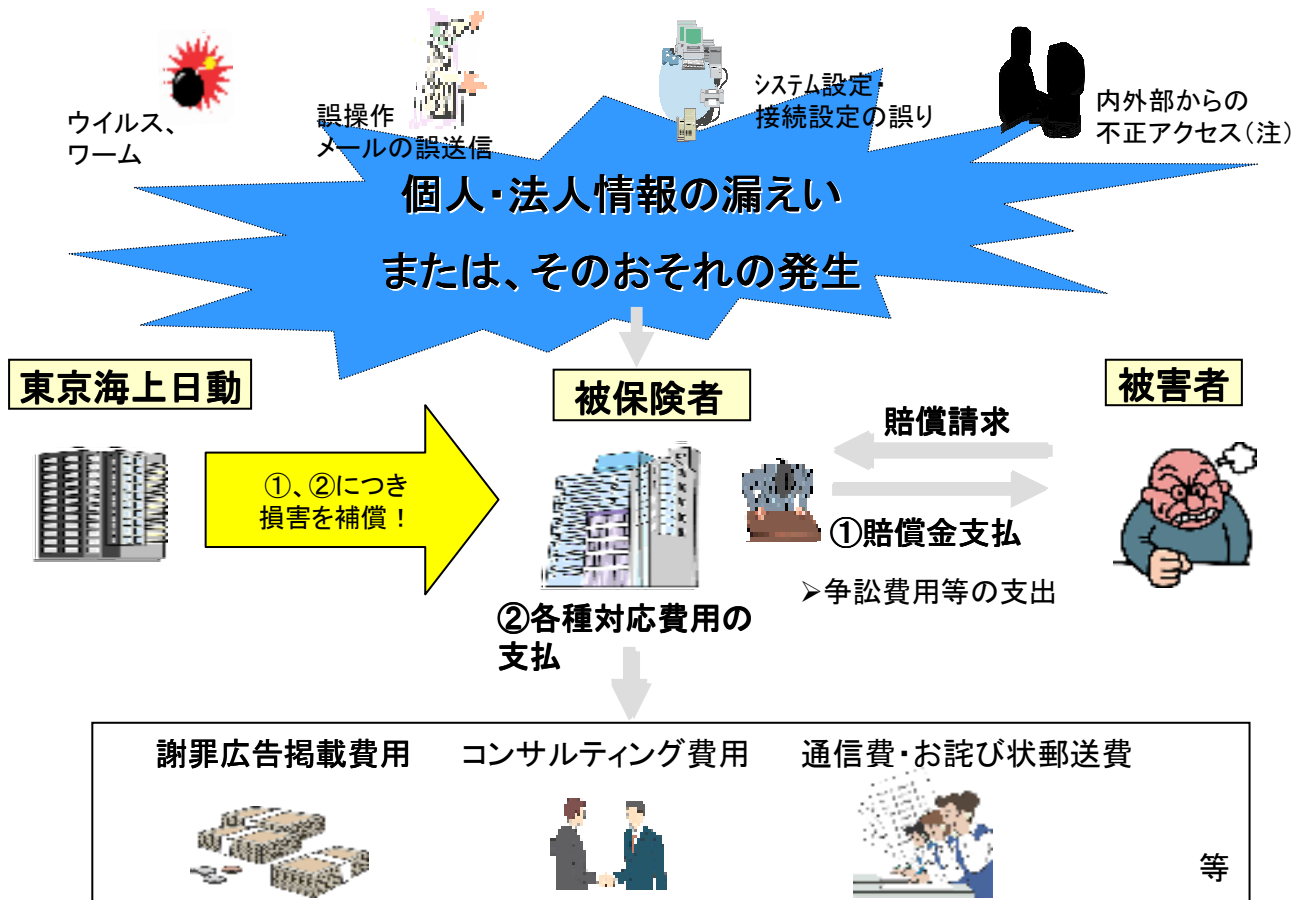 ウイルス、
ワーム
誤操作
メールの誤送信
システム設定・
接続設定の誤り
内外部からの
不正アクセス(注)
個人・法人情報の漏えい
または、そのおそれの発生
東京海上日動
被保険者
被害者
①、②につき
損害を補償！
賠償請求
①賠償金支払
➢争訟費用等の支出
②各種対応費用の
支払
謝罪広告掲載費用
コンサルティング費用
通信費・お詫び状郵送費
等